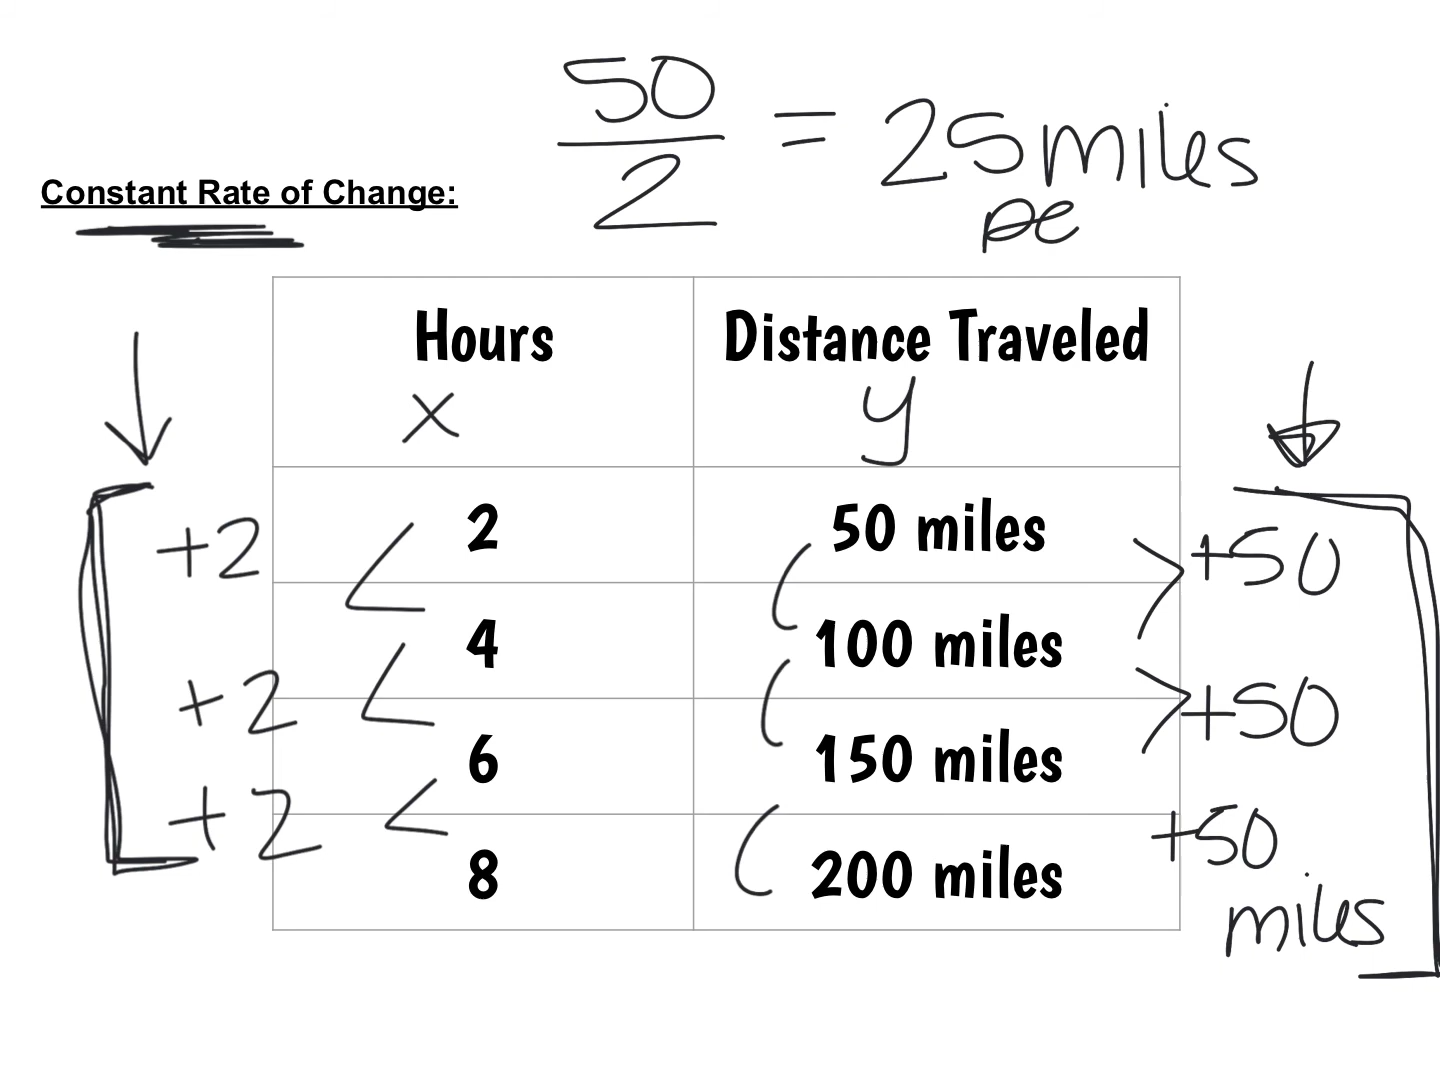 50
2
= 25 miles
pe
Constant Rate of Change:
Hours Distance Traveled
x y
+2 2 50 miles +50
4 100 miles
+2 +50
6 150 miles
+2 +50
8 200 miles
miles